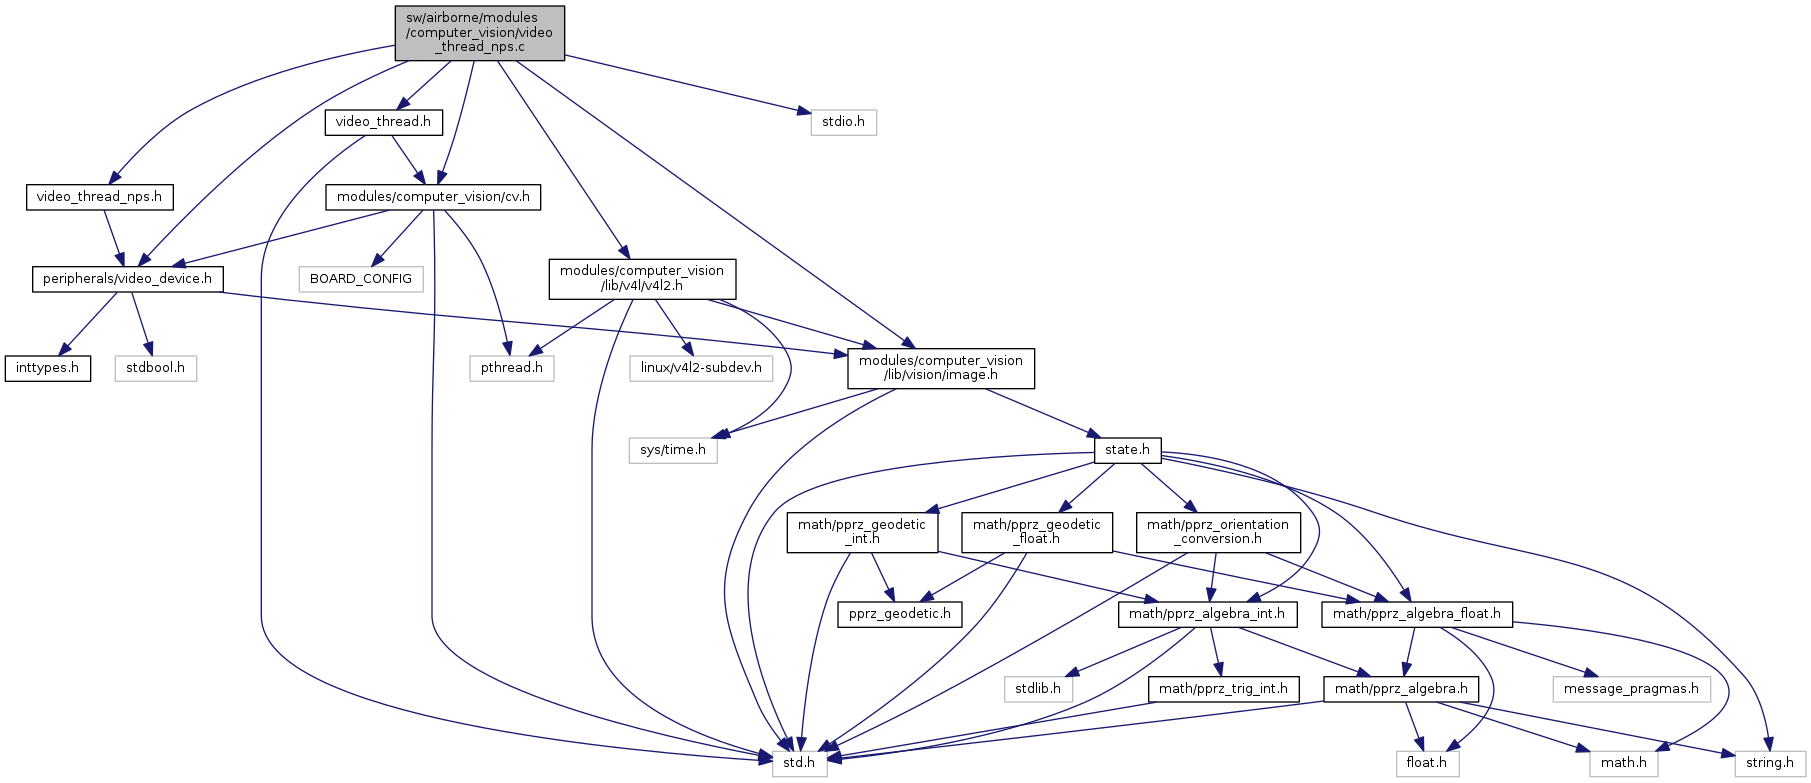 sw/airborne/modules
/computer_vision/video
_thread_nps.c
video_thread.h
stdio.h
video_thread_nps.h
modules/computer_vision/cv.h
peripherals/video_device.h
BOARD_CONFIG
modules/computer_vision
/lib/v4l/v4l2.h
inttypes.h
stdbool.h
pthread.h
linux/v4l2-subdev.h
modules/computer_vision
/lib/vision/image.h
sys/time.h
state.h
math/pprz_geodetic
_int.h
math/pprz_geodetic
_float.h
math/pprz_orientation
_conversion.h
pprz_geodetic.h
math/pprz_algebra_int.h
math/pprz_algebra_float.h
stdlib.h
math/pprz_trig_int.h
math/pprz_algebra.h
message_pragmas.h
std.h
float.h
math.h
string.h